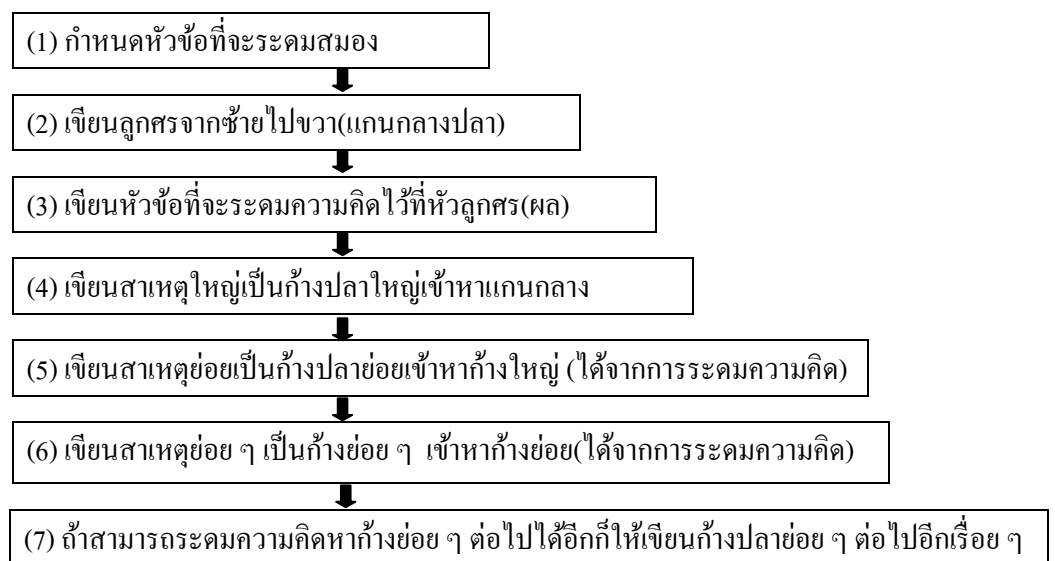 (1) กำหนดหัวข้อที่จะระดมสมอง
(2) เขียนลูกศรจากซ้ายไปขวา(แกนกลางปลา)
(3) เขียนหัวข้อที่จะระดมความคิดไว้ที่หัวลูกศร(ผล)
(4) เขียนสาเหตุใหญ่เป็นก้างปลาใหญ่เข้าหาแกนกลาง
(5) เขียนสาเหตุย่อยเป็นก้างปลาย่อยเข้าหาก้างใหญ่ (ได้จากการระดมความคิด)
(6) เขียนสาเหตุย่อย ๆ เป็นก้างย่อย ๆ เข้าหาก้างย่อย(ได้จากการระดมความคิด)
(7) ถ้าสามารถระดมความคิดหาก้างย่อย ๆ ต่อไปได้อีกก็ให้เขียนก้างปลาย่อย ๆ ต่อไปอีกเรื่อย ๆ